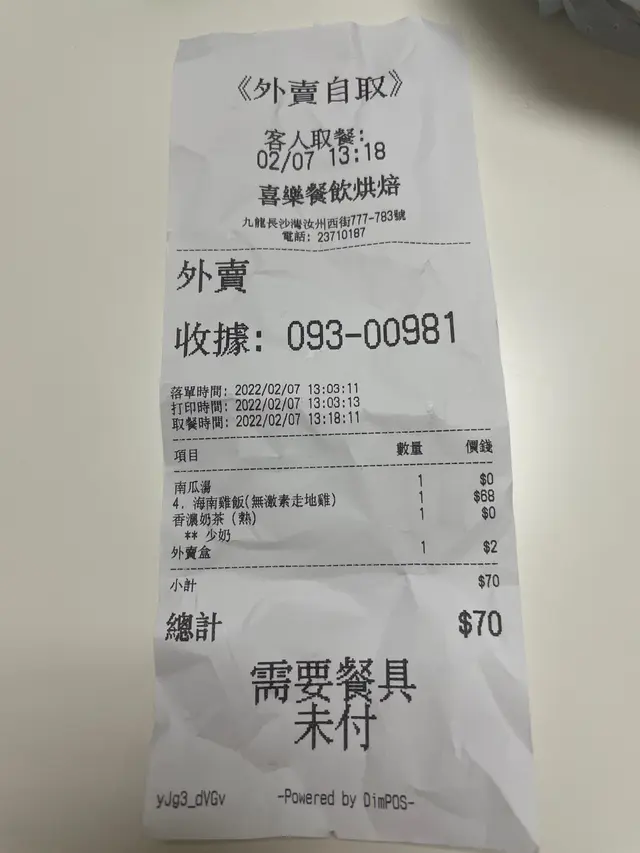 《外賣自取》
客人取餐:
02/07 13:18
喜樂餐飲烘焙
九龍長沙灣汝州西街777-783號
電話: 23710187
外賣
收據: 093-00981
落單時間: 2022/02/07 13:03:11
打印時間: 2022/02/07 13:03:13
取餐時間: 2022/02/07 13:18:11
項目 數量 價錢
南瓜湯 1 $0
4. 海南雞飯(無激素走地雞) 1 $68
香濃奶茶 (熱) 1 $0
** 少奶
外賣盒 1 $2
小計 $70
總計 $70
需要餐具
未付
yJg3_dVGv -Powered by DimPOS-